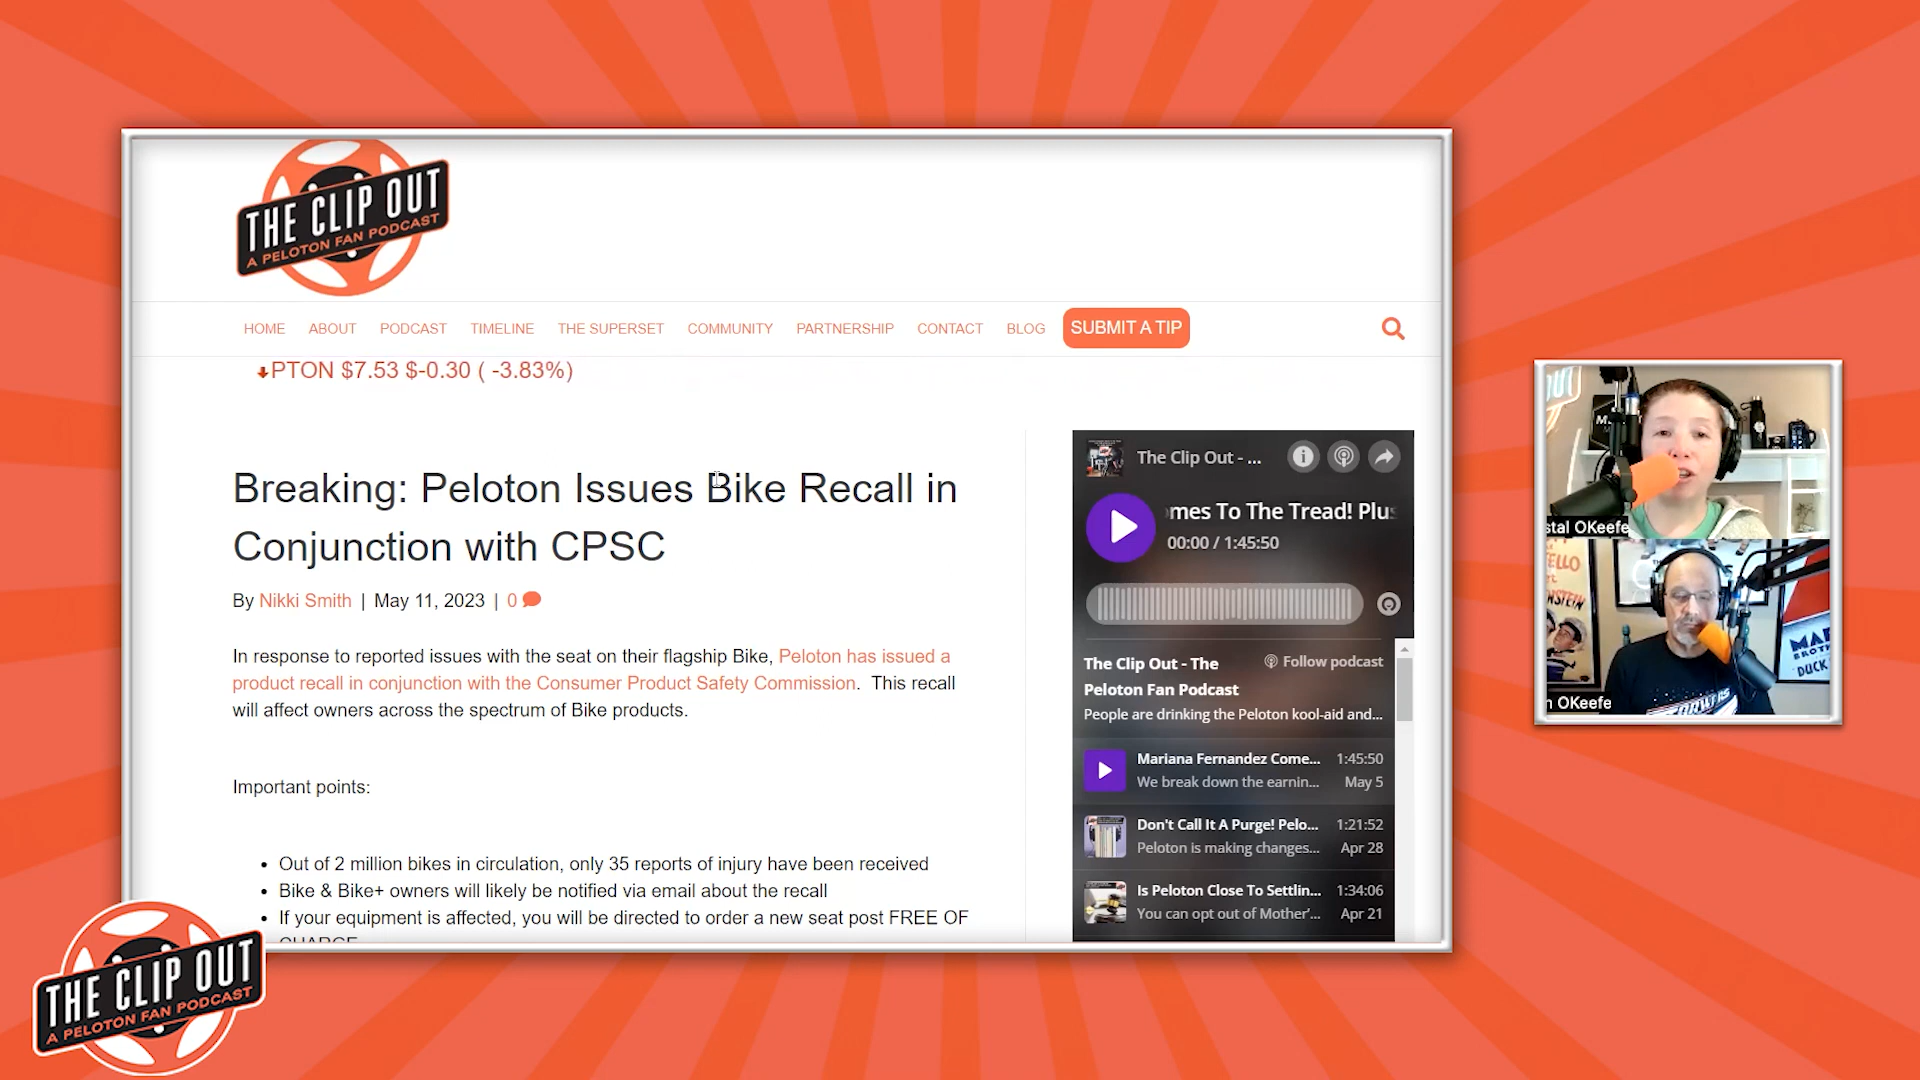 THE CLIP OUT
A PELOTON FAN PODCAST
HOME ABOUT PODCAST TIMELINE THE SUPERSET COMMUNITY PARTNERSHIP CONTACT BLOG SUBMIT A TIP
PTON $7.53 $-0.30 ( -3.83%)
Breaking: Peloton Issues Bike Recall in
Conjunction with CPSC
By Nikki Smith | May 11, 2023 | 0
In response to reported issues with the seat on their flagship Bike, Peloton has issued a
product recall in conjunction with the Consumer Product Safety Commission. This recall
will affect owners across the spectrum of Bike products.
Important points:
• Out of 2 million bikes in circulation, only 35 reports of injury have been received
• Bike & Bike+ owners will likely be notified via email about the recall
• If your equipment is affected, you will be directed to order a new seat post FREE OF
CHARGE
The Clip Out - ...
omes To The Tread! Plus
00:00 / 1:45:50
The Clip Out - The
Peloton Fan Podcast
Follow podcast
People are drinking the Peloton kool-aid and...
Mariana Fernandez Come... 1:45:50
We break down the earnin... May 5
Don't Call It A Purge! Pelo... 1:21:52
Peloton is making changes... Apr 28
Is Peloton Close To Settlin... 1:34:06
You can opt out of Mother'... Apr 21
stal OKeefe
n OKeefe
THE CLIP OUT
A PELOTON FAN PODCAST